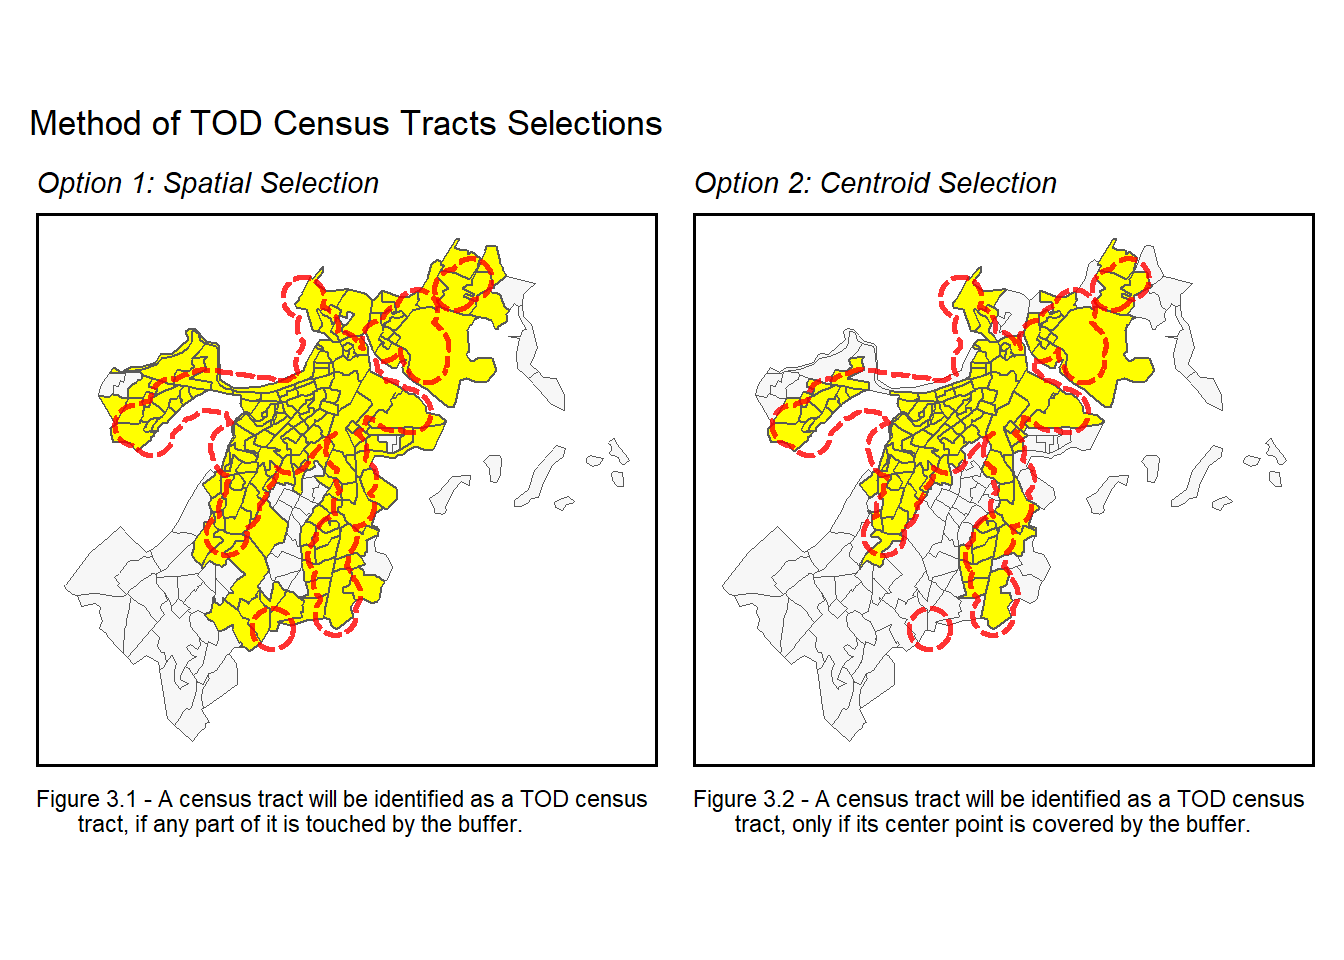 Method of TOD Census Tracts Selections
Option 1: Spatial Selection
Option 2: Centroid Selection
Figure 3.1 - A census tract will be identified as a TOD census
tract, if any part of it is touched by the buffer.
Figure 3.2 - A census tract will be identified as a TOD census
tract, only if its center point is covered by the buffer.